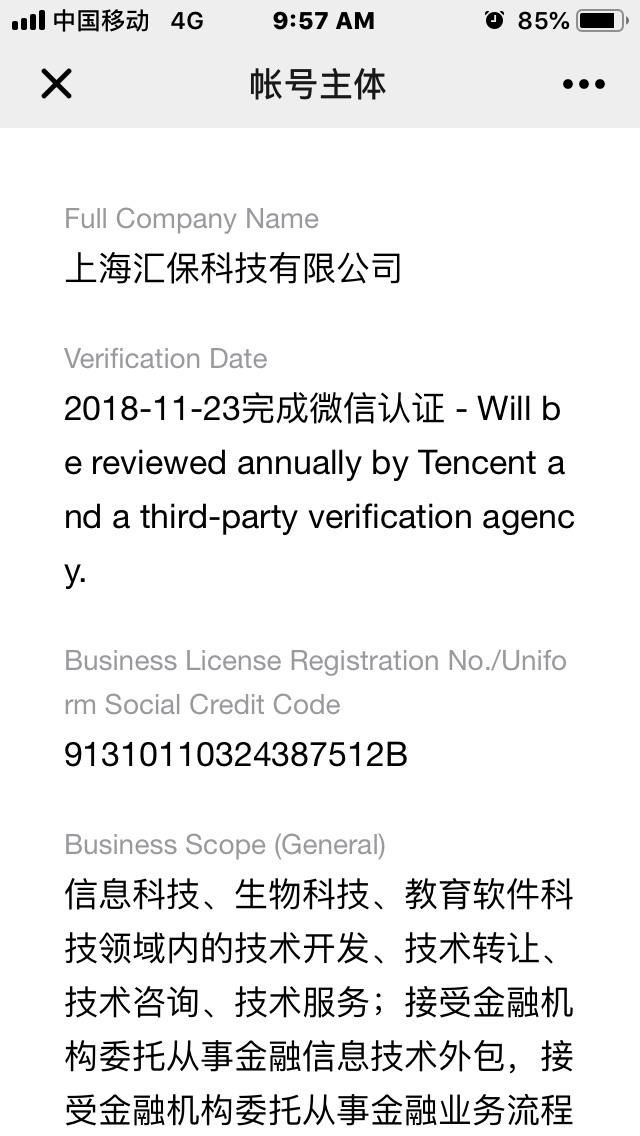 中国移动 4G 9:57 AM 85%
帐号主体
Full Company Name
上海汇保科技有限公司
Verification Date
2018-11-23完成微信认证 - Will b
e reviewed annually by Tencent a
nd a third-party verification agenc
y.
Business License Registration No./Unifo
rm Social Credit Code
91310110324387512B
Business Scope (General)
信息科技、生物科技、教育软件科
技领域内的技术开发、技术转让、
技术咨询、技术服务；接受金融机
构委托从事金融信息技术外包，接
受金融机构委托从事金融业务流程